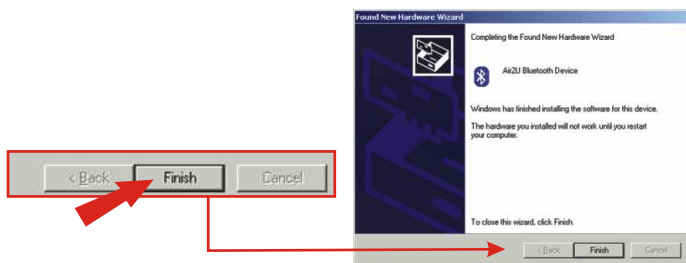 Found New Hardware Wizard
Completing the Found New Hardware Wizard
Air2U Bluetooth Device
Windows has finished installing the software for this device.
The hardware you installed will not work until you restart
your computer.
To close this wizard, click Finish.
< Back Finish Cancel
< Back Finish Cancel